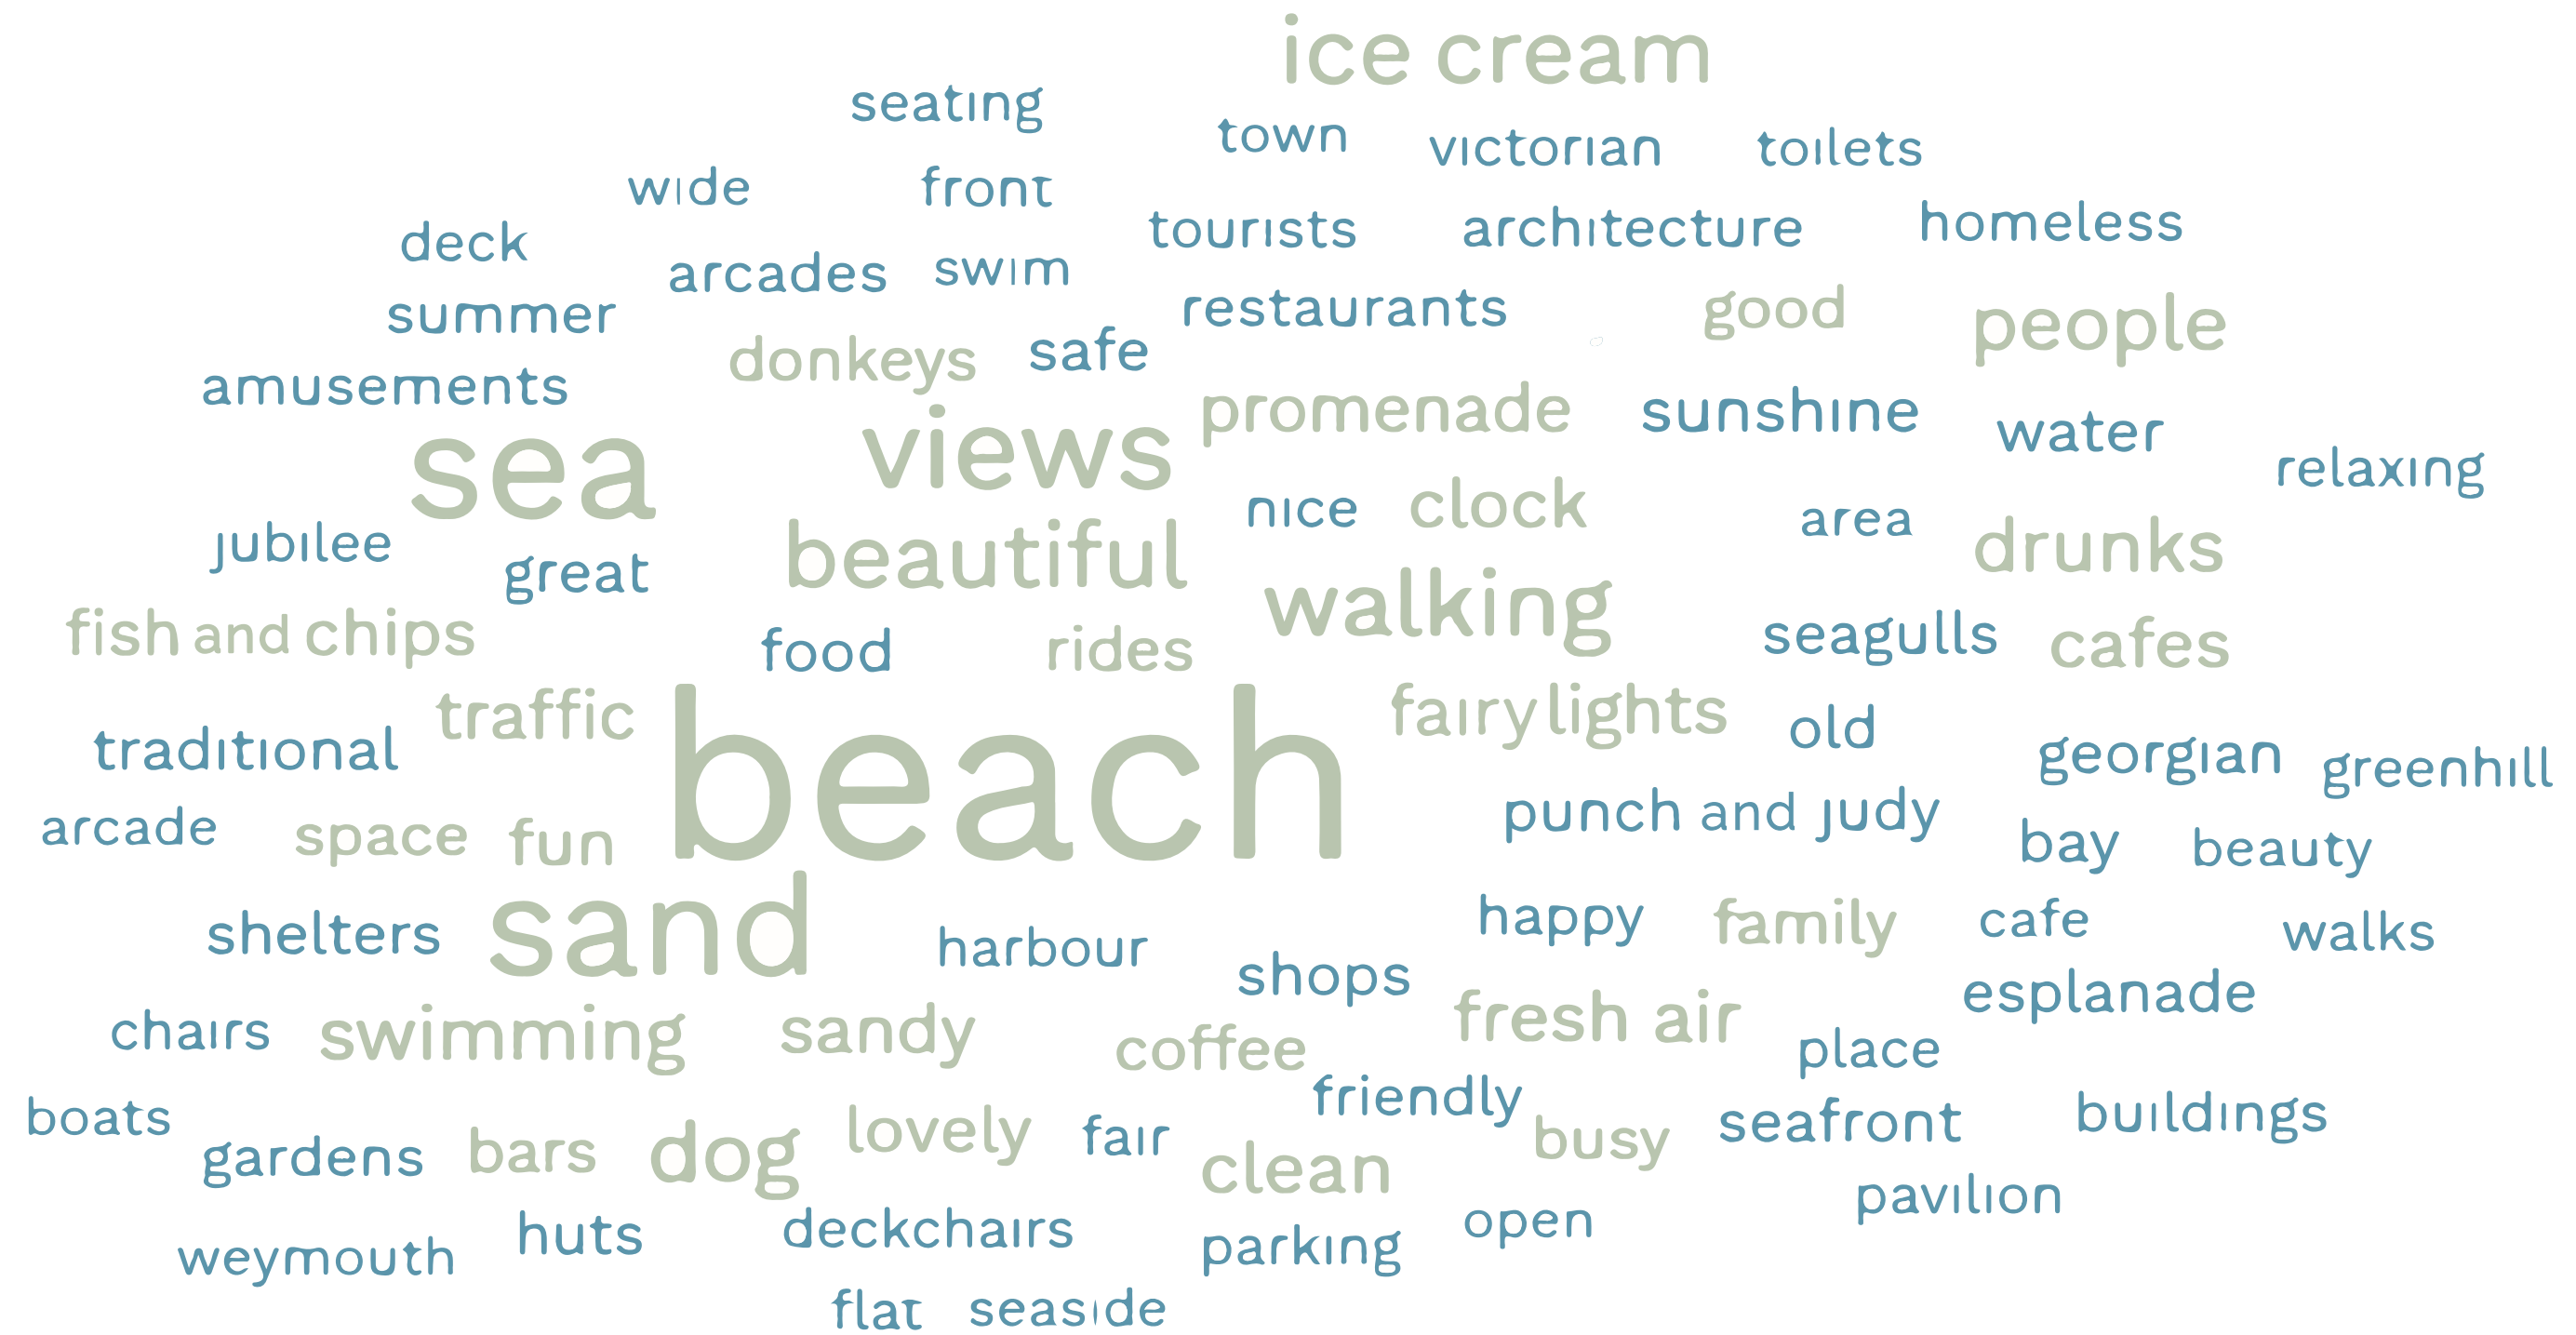 ice cream
seating
town victorian toilets
wide front
tourists architecture homeless
deck
arcades swim
summer
restaurants good people
donkeys safe
amusements
promenade sunshine water
sea views
relaxing
nice clock area
jubilee great beautiful drunks
walking
fish and chips food rides seagulls cafes
traffic fairy lights old
traditional georgian greenhill
beach
arcade space fun punch and judy bay beauty
shelters sand harbour happy family cafe walks
shops esplanade
chairs swimming sandy coffee fresh air place
friendly
boats lovely fair busy seafront buildings
gardens bars dog clean
pavilion
weymouth huts deckchairs parking open
flat seaside